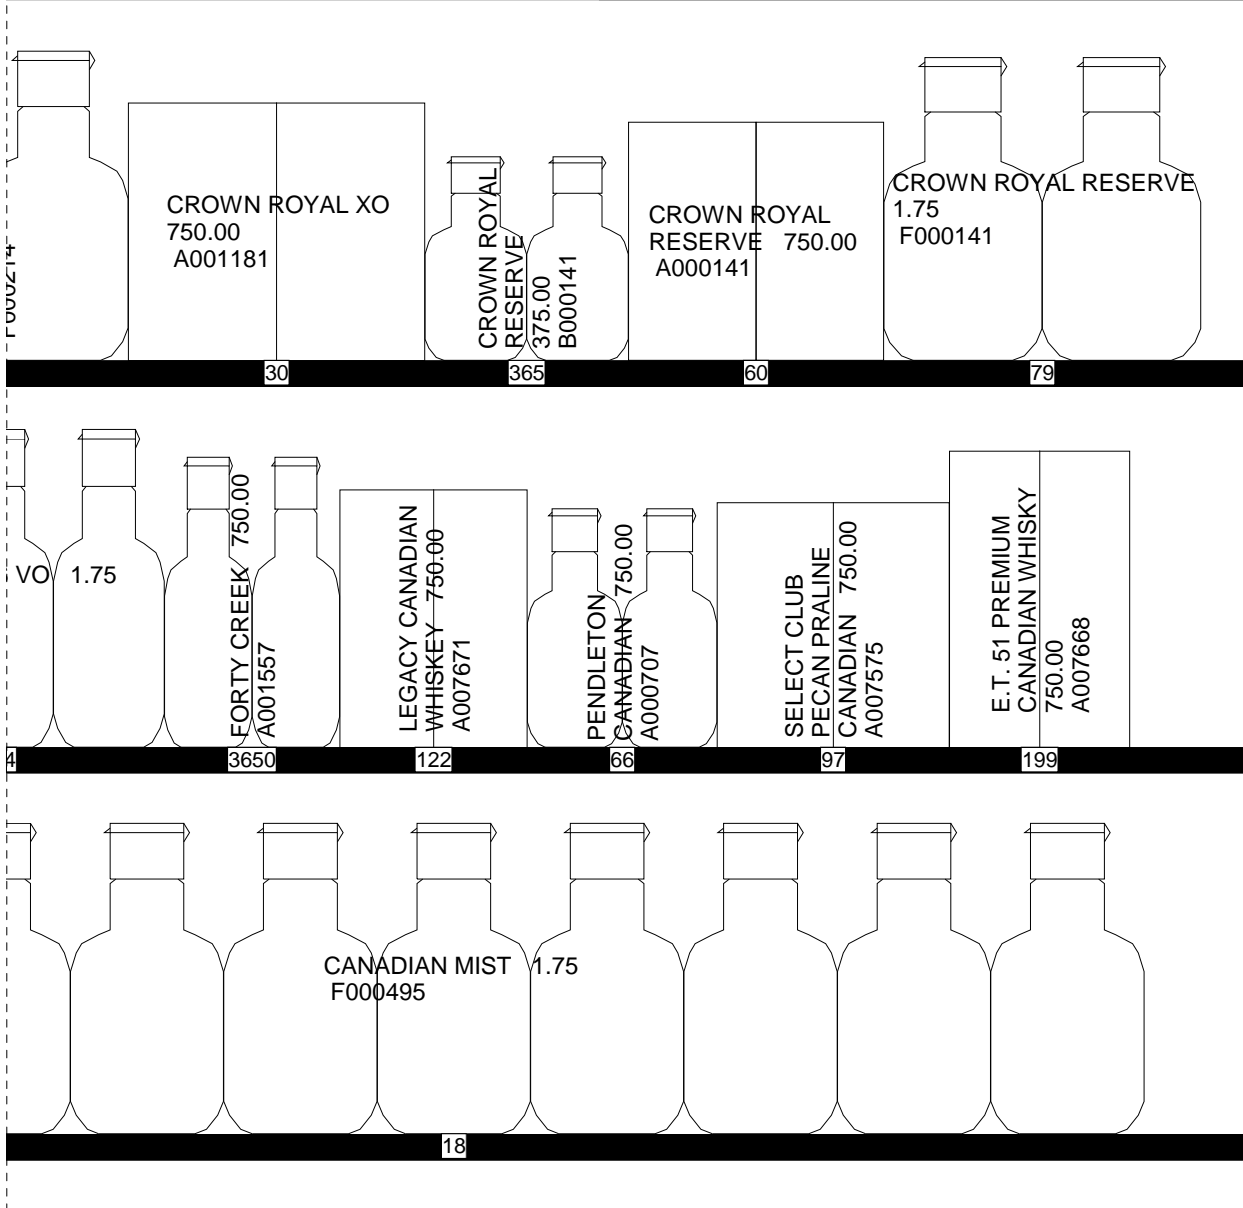 F000214
CROWN ROYAL XO
750.00
A001181
CROWN ROYAL
RESERVE
375.00
B000141
CROWN ROYAL
RESERVE 750.00
A000141
CROWN ROYAL RESERVE
1.75
F000141
30
365
60
79
VO 1.75
FORTY CREEK 750.00
A001557
LEGACY CANADIAN
WHISKEY 750.00
A007671
PENDLETON
CANADIAN 750.00
A000707
SELECT CLUB
PECAN PRALINE
CANADIAN 750.00
A007575
E.T. 51 PREMIUM
CANADIAN WHISKY
750.00
A007668
4
3650
122
66
97
199
CANADIAN MIST 1.75
F000495
18